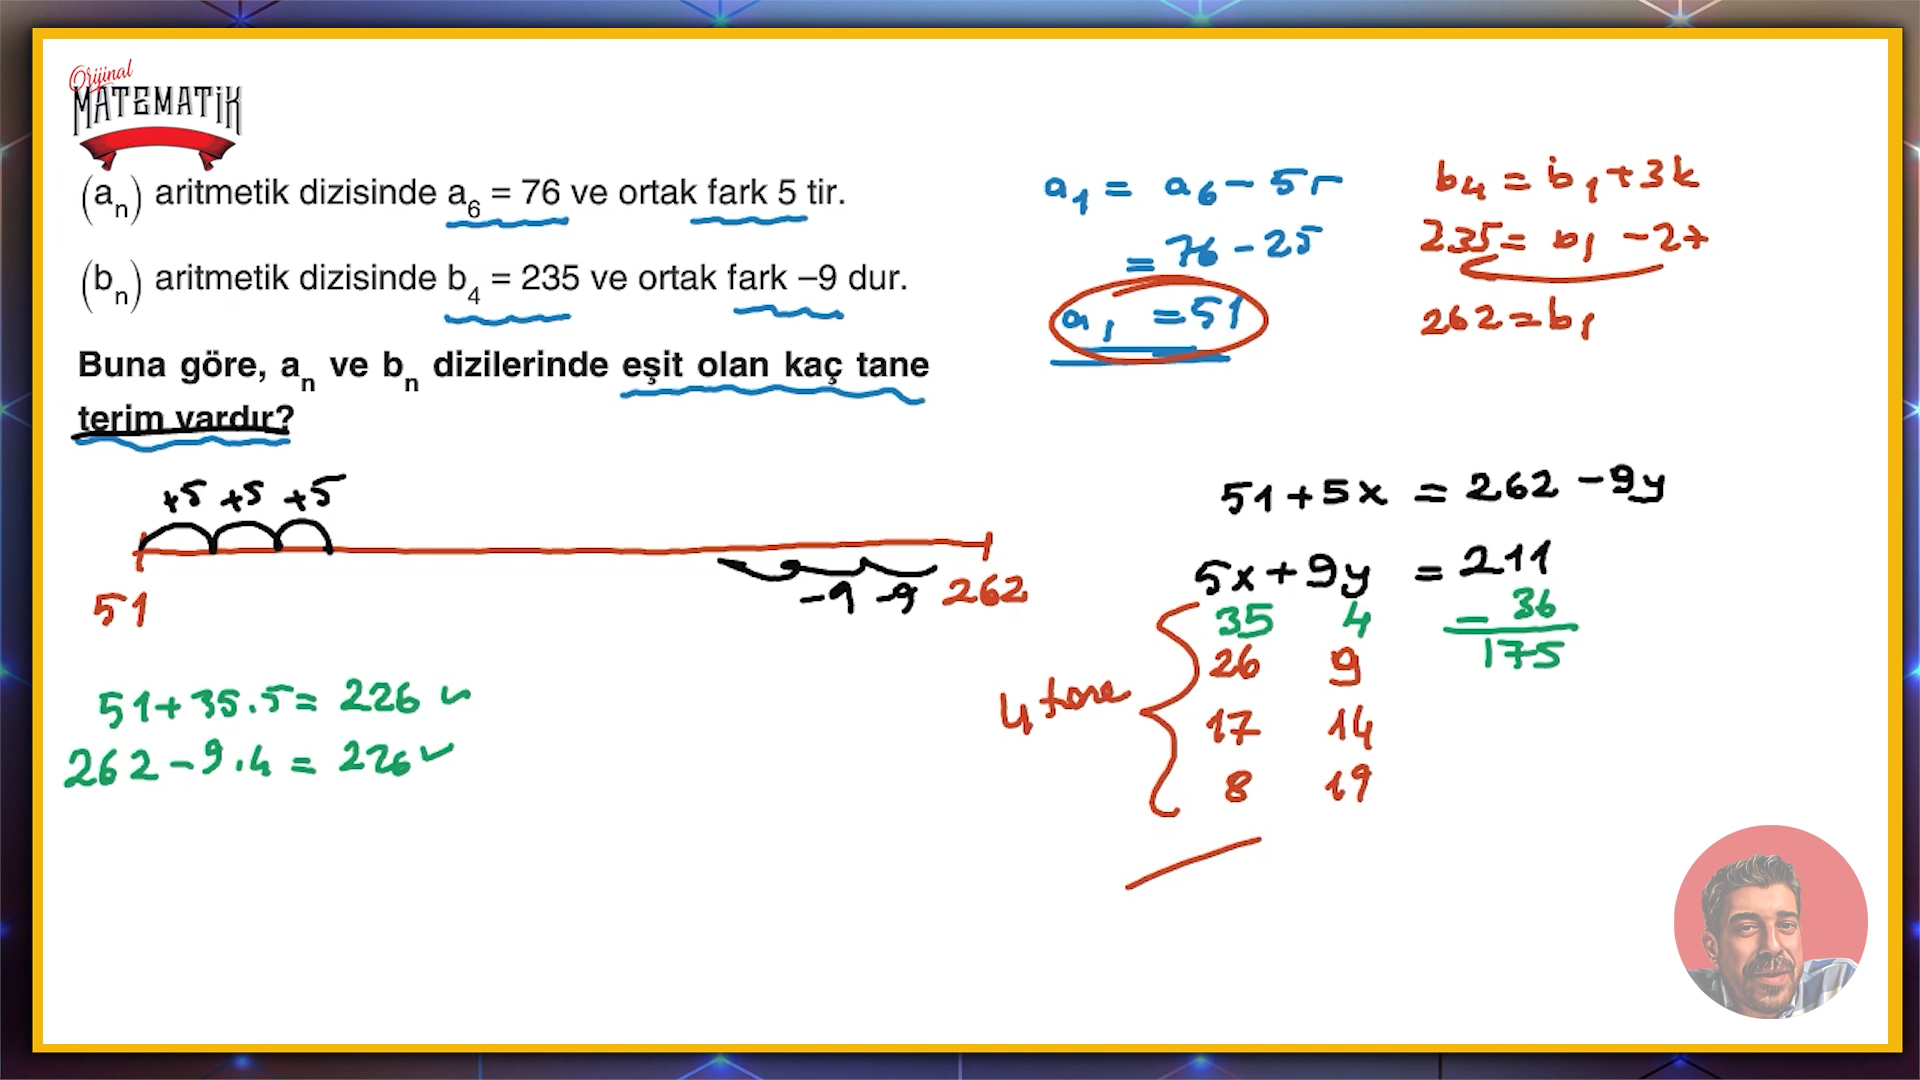 Orijinal
MATEMATİK
(aₙ) aritmetik dizisinde a₆ = 76 ve ortak fark 5 tir.
(bₙ) aritmetik dizisinde b₄ = 235 ve ortak fark –9 dur.
Buna göre, aₙ ve bₙ dizilerinde eşit olan kaç tane
terim vardır?
+5 +5 +5
-9 -9
51
262
51+35.5= 226 ✓
262-9.4 = 226 ✓
a₁ = a₆ - 5r
= 76 - 25
a₁ = 51
b₄ = b₁ + 3k
235 = b₁ - 27
262 = b₁
51+5x = 262 - 9y
5x+9y = 211
35 4
- 36
175
26 9
17 14
8 19
4 tane